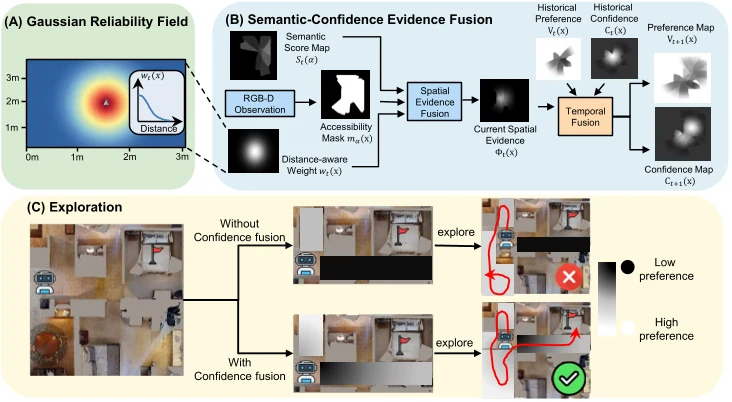 (A) Gaussian Reliability Field
3m
2m
1m
0m
1m
2m
3m
w_t(x)
Distance
(B) Semantic-Confidence Evidence Fusion
Semantic
Score Map
S_t(α)
RGB-D
Observation
Accessibility
Mask m_α(x)
Distance-aware
Weight w_t(x)
Spatial
Evidence
Fusion
Current Spatial
Evidence
Φ_t(x)
Historical
Preference
V_t(x)
Historical
Confidence
C_t(x)
Temporal
Fusion
Preference Map
V_{t+1}(x)
Confidence Map
C_{t+1}(x)
(C) Exploration
Without
Confidence fusion
explore
With
Confidence fusion
explore
Low
preference
High
preference